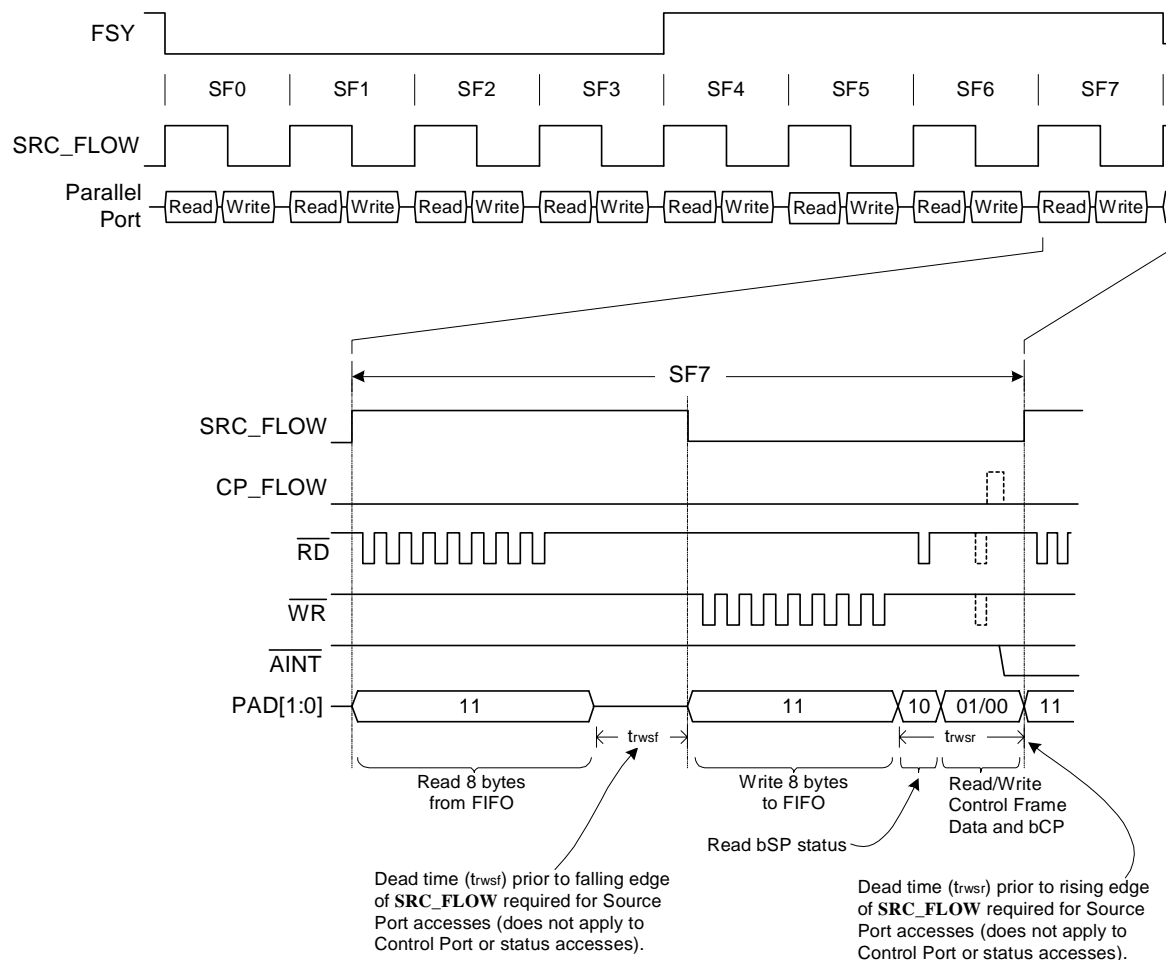 FSY
SF0 SF1 SF2 SF3 SF4 SF5 SF6 SF7
SRC_FLOW
Parallel
Port
Read Write Read Write Read Write Read Write Read Write Read Write Read Write Read Write
SF7
SRC_FLOW
CP_FLOW
RD
WR
AINT
PAD[1:0] 11 11 10 01/00 11
trwsf trwsr
Read 8 bytes
from FIFO
Write 8 bytes
to FIFO
Read/Write
Control Frame
Data and bCP
Read bSP status
Dead time (trwsf) prior to falling edge
of SRC_FLOW required for Source
Port accesses (does not apply to
Control Port or status accesses).
Dead time (trwsr) prior to rising edge
of SRC_FLOW required for Source
Port accesses (does not apply to
Control Port or status accesses).